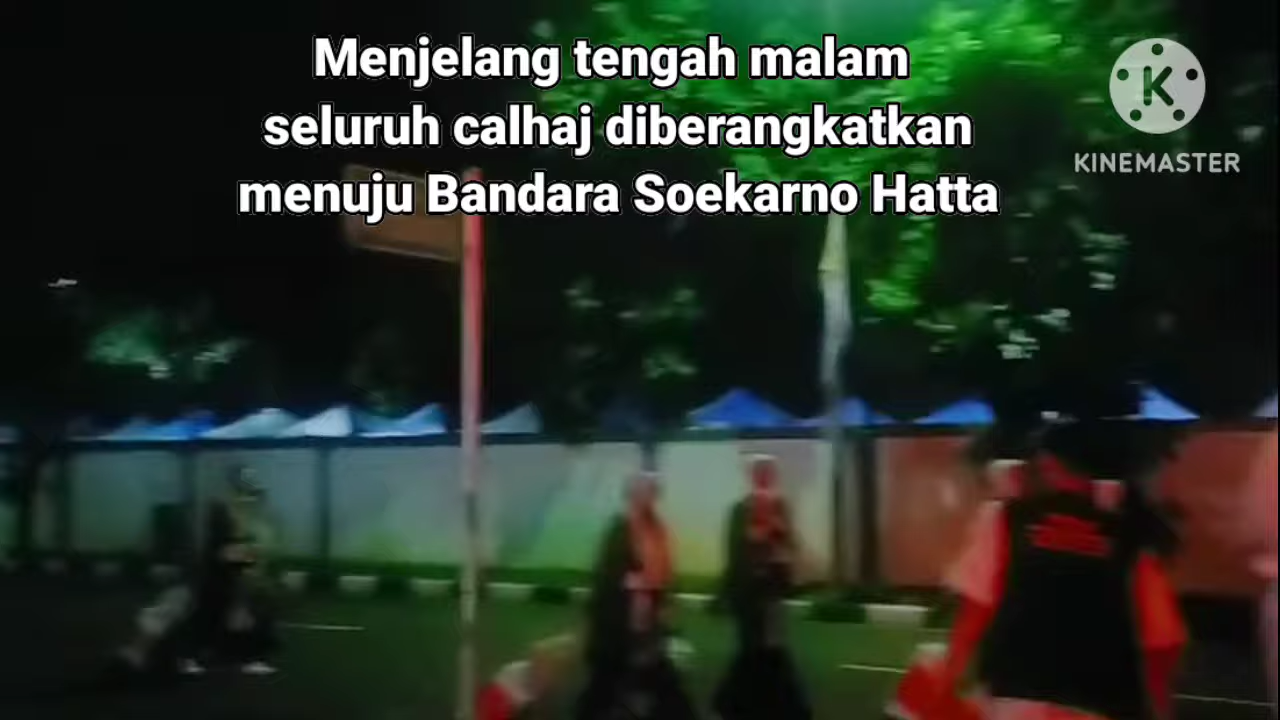 Menjelang tengah malam
seluruh calhaj diberangkatkan
menuju Bandara Soekarno Hatta
K
KINEMASTER